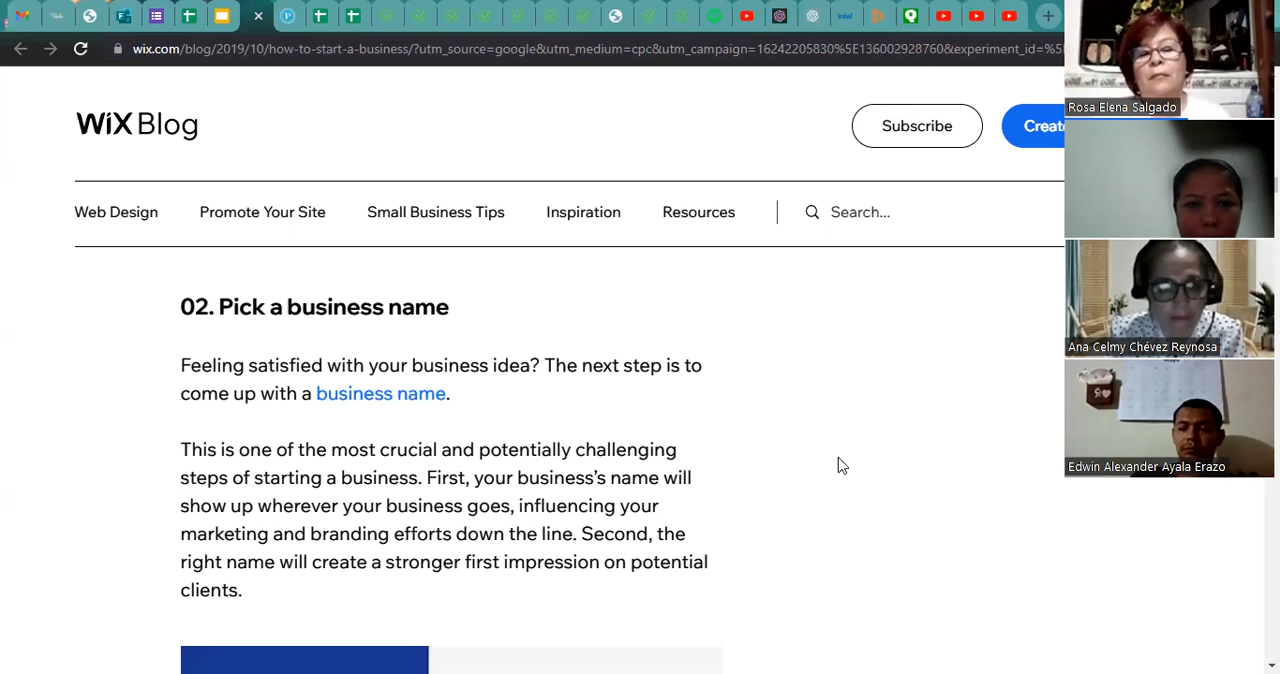 wix.com/blog/2019/10/how-to-start-a-business/?utm_source=google&utm_medium=cpc&utm_campaign=16242205830%5E136002928760&experiment_id=%5
WiX Blog
Subscribe
Create
Web Design
Promote Your Site
Small Business Tips
Inspiration
Resources
Search...
02. Pick a business name
Feeling satisfied with your business idea? The next step is to
come up with a business name.
This is one of the most crucial and potentially challenging
steps of starting a business. First, your business’s name will
show up wherever your business goes, influencing your
marketing and branding efforts down the line. Second, the
right name will create a stronger first impression on potential
clients.
Rosa Elena Salgado
Ana Celmy Chévez Reynosa
Edwin Alexander Ayala Erazo